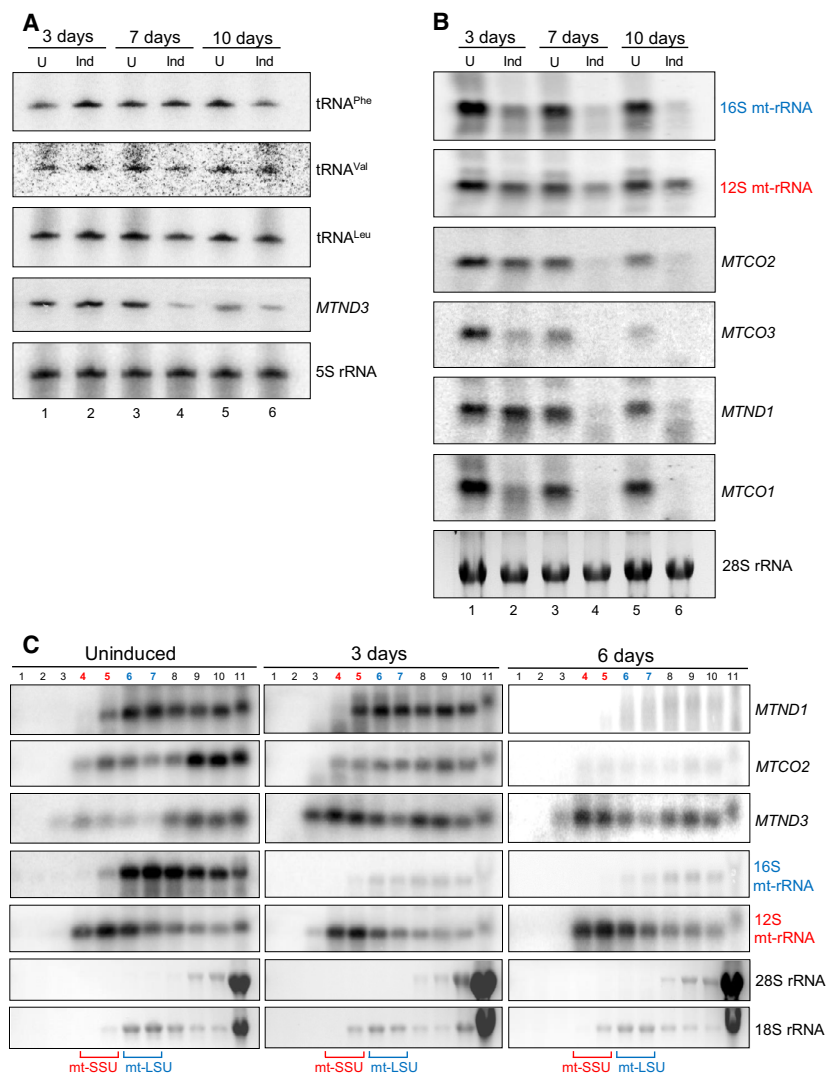 A
3 days 7 days 10 days
U Ind U Ind U Ind
tRNAPhe
tRNAVal
tRNALeu
MTND3
5S rRNA
1 2 3 4 5 6
B
3 days 7 days 10 days
U Ind U Ind U Ind
16S mt-rRNA
12S mt-rRNA
MTCO2
MTCO3
MTND1
MTCO1
28S rRNA
1 2 3 4 5 6
C
Uninduced 3 days 6 days
1 2 3 4 5 6 7 8 9 10 11 1 2 3 4 5 6 7 8 9 10 11 1 2 3 4 5 6 7 8 9 10 11
MTND1
MTCO2
MTND3
16S
mt-rRNA
12S
mt-rRNA
28S rRNA
18S rRNA
mt-SSU mt-LSU mt-SSU mt-LSU mt-SSU mt-LSU